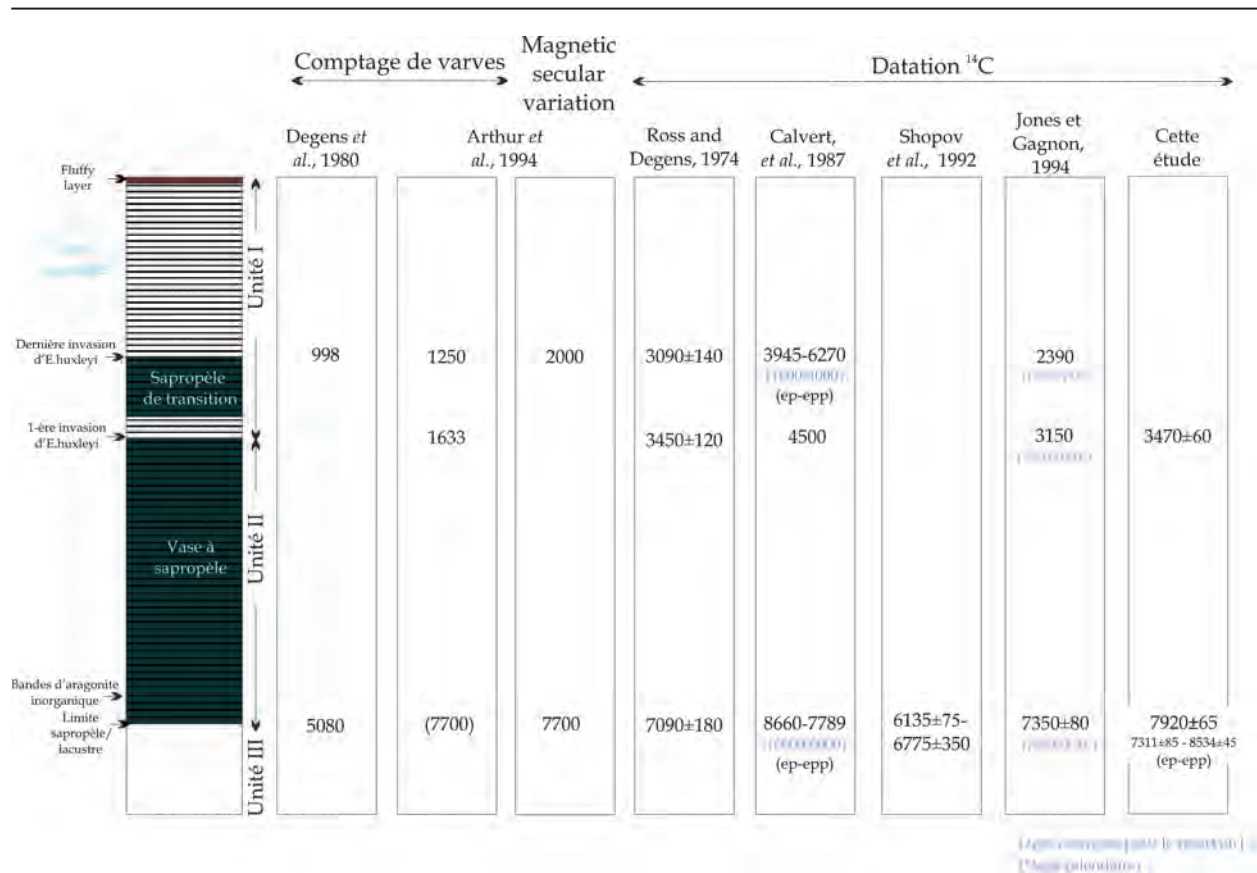 Comptage de varves
Magnetic
secular
variation
Datation ¹⁴C
Degens et
al., 1980
Arthur et
al., 1994
Ross and
Degens, 1974
Calvert,
et al., 1987
Shopov
et al., 1992
Jones et
Gagnon,
1994
Cette
étude
Fluffy
layer
Unité I
Dernière invasion
d'E.huxleyi
998
1250
2000
3090±140
3945-6270
(ep-epp)
2390
Sapropèle
de transition
1-ère invasion
d'E.huxleyi
1633
3450±120
4500
3150
3470±60
Unité II
Vase à
sapropèle
Bandes d'aragonite
inorganique
Limite
sapropèle/
lacustre
5080
(7700)
7700
7090±180
8660-7789
(ep-epp)
6135±75-
6775±350
7350±80
7920±65
7311±85 - 8534±45
(ep-epp)
Unité III